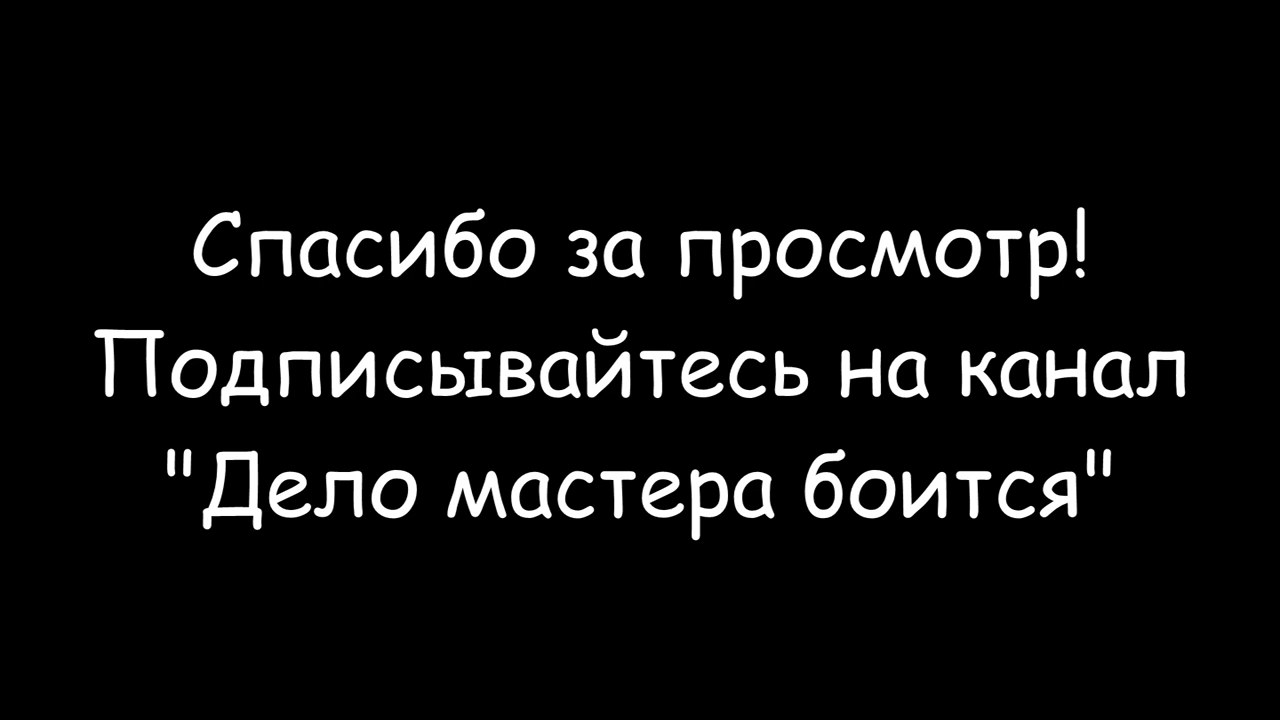 Спасибо за просмотр!
Подписывайтесь на канал
"Дело мастера боится"